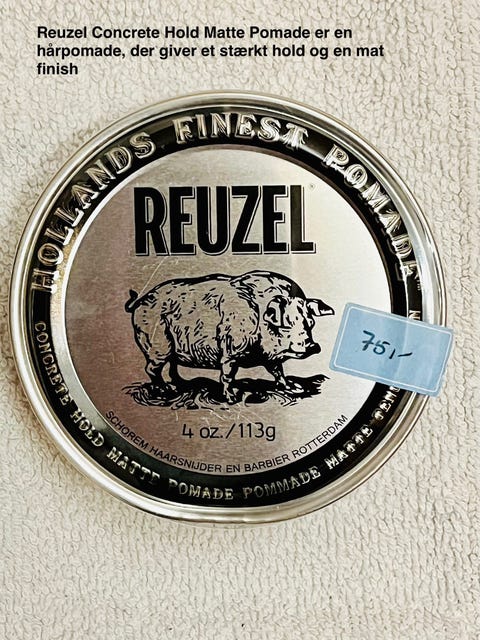 Reuzel Concrete Hold Matte Pomade er en
hårpomade, der giver et stærkt hold og en mat
finish
HOLLANDS FINEST POMADE
REUZEL
75,-
4 oz./113g
SCHOREM HAARSNIJDER EN BARBIER ROTTERDAM
CONCRETE HOLD MATTE POMADE POMMADE MATTE